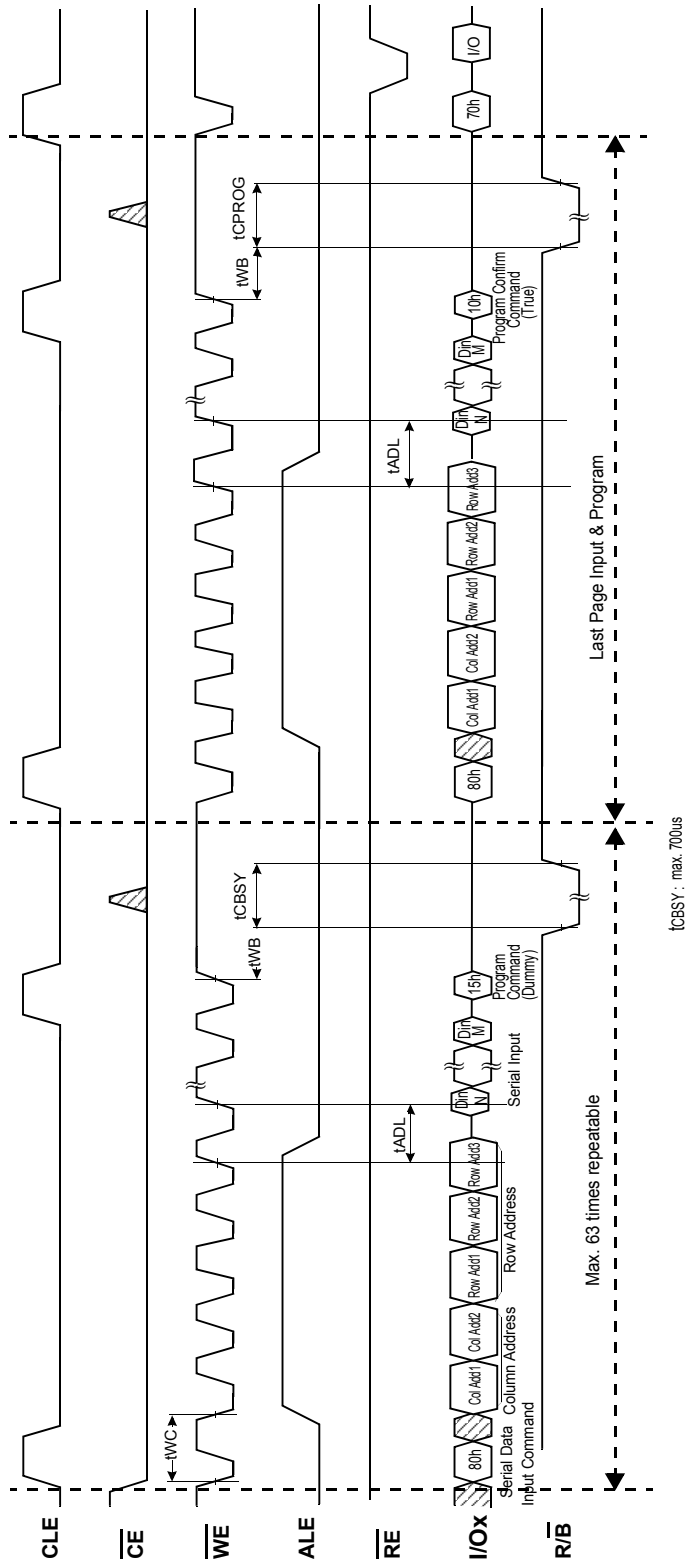 CLE
CE
WE
ALE
RE
I/Ox
R/B
tWC
tADL
tWB
tCBSY
tADL
tWB
tCPROG
80h
Col Add1
Col Add2
Row Add1
Row Add2
Row Add3
Din
N
Din
M
15h
80h
Col Add1
Col Add2
Row Add1
Row Add2
Row Add3
Din
N
Din
M
10h
70h
I/O
Serial Data
Input Command
Column Address
Row Address
Serial Input
Program
Command
(Dummy)
Program Confirm
Command
(True)
Max. 63 times repeatable
Last Page Input & Program
tCBSY : max. 700us